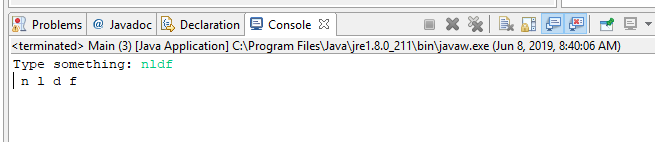 Problems @ Javadoc Declaration Console
<terminated> Main (3) [Java Application] C:\Program Files\Java\jre1.8.0_211\bin\javaw.exe (Jun 8, 2019, 8:40:06 AM)
Type something: nldf
n l d f